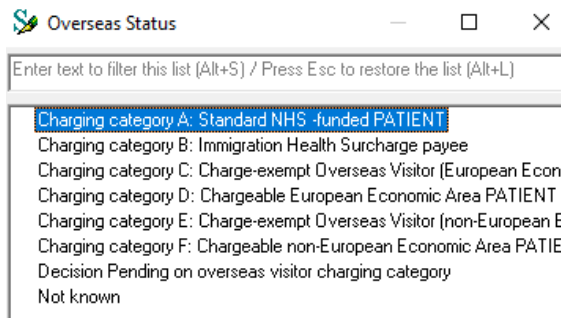 Overseas Status
Enter text to filter this list (Alt+S) / Press Esc to restore the list (Alt+L)
Charging category A: Standard NHS -funded PATIENT
Charging category B: Immigration Health Surcharge payee
Charging category C: Charge-exempt Overseas Visitor (European Econ
Charging category D: Chargeable European Economic Area PATIENT
Charging category E: Charge-exempt Overseas Visitor (non-European E
Charging category F: Chargeable non-European Economic Area PATIE
Decision Pending on overseas visitor charging category
Not known